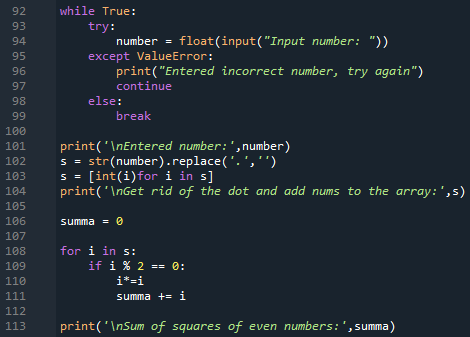 92 while True:
93 try:
94 number = float(input("Input number: "))
95 except ValueError:
96 print("Entered incorrect number, try again")
97 continue
98 else:
99 break
100
101 print('\nEntered number:',number)
102 s = str(number).replace('.','')
103 s = [int(i)for i in s]
104 print('\nGet rid of the dot and add nums to the array:',s)
105
106 summa = 0
107
108 for i in s:
109 if i % 2 == 0:
110 i*=i
111 summa += i
112
113 print('\nSum of squares of even numbers:',summa)